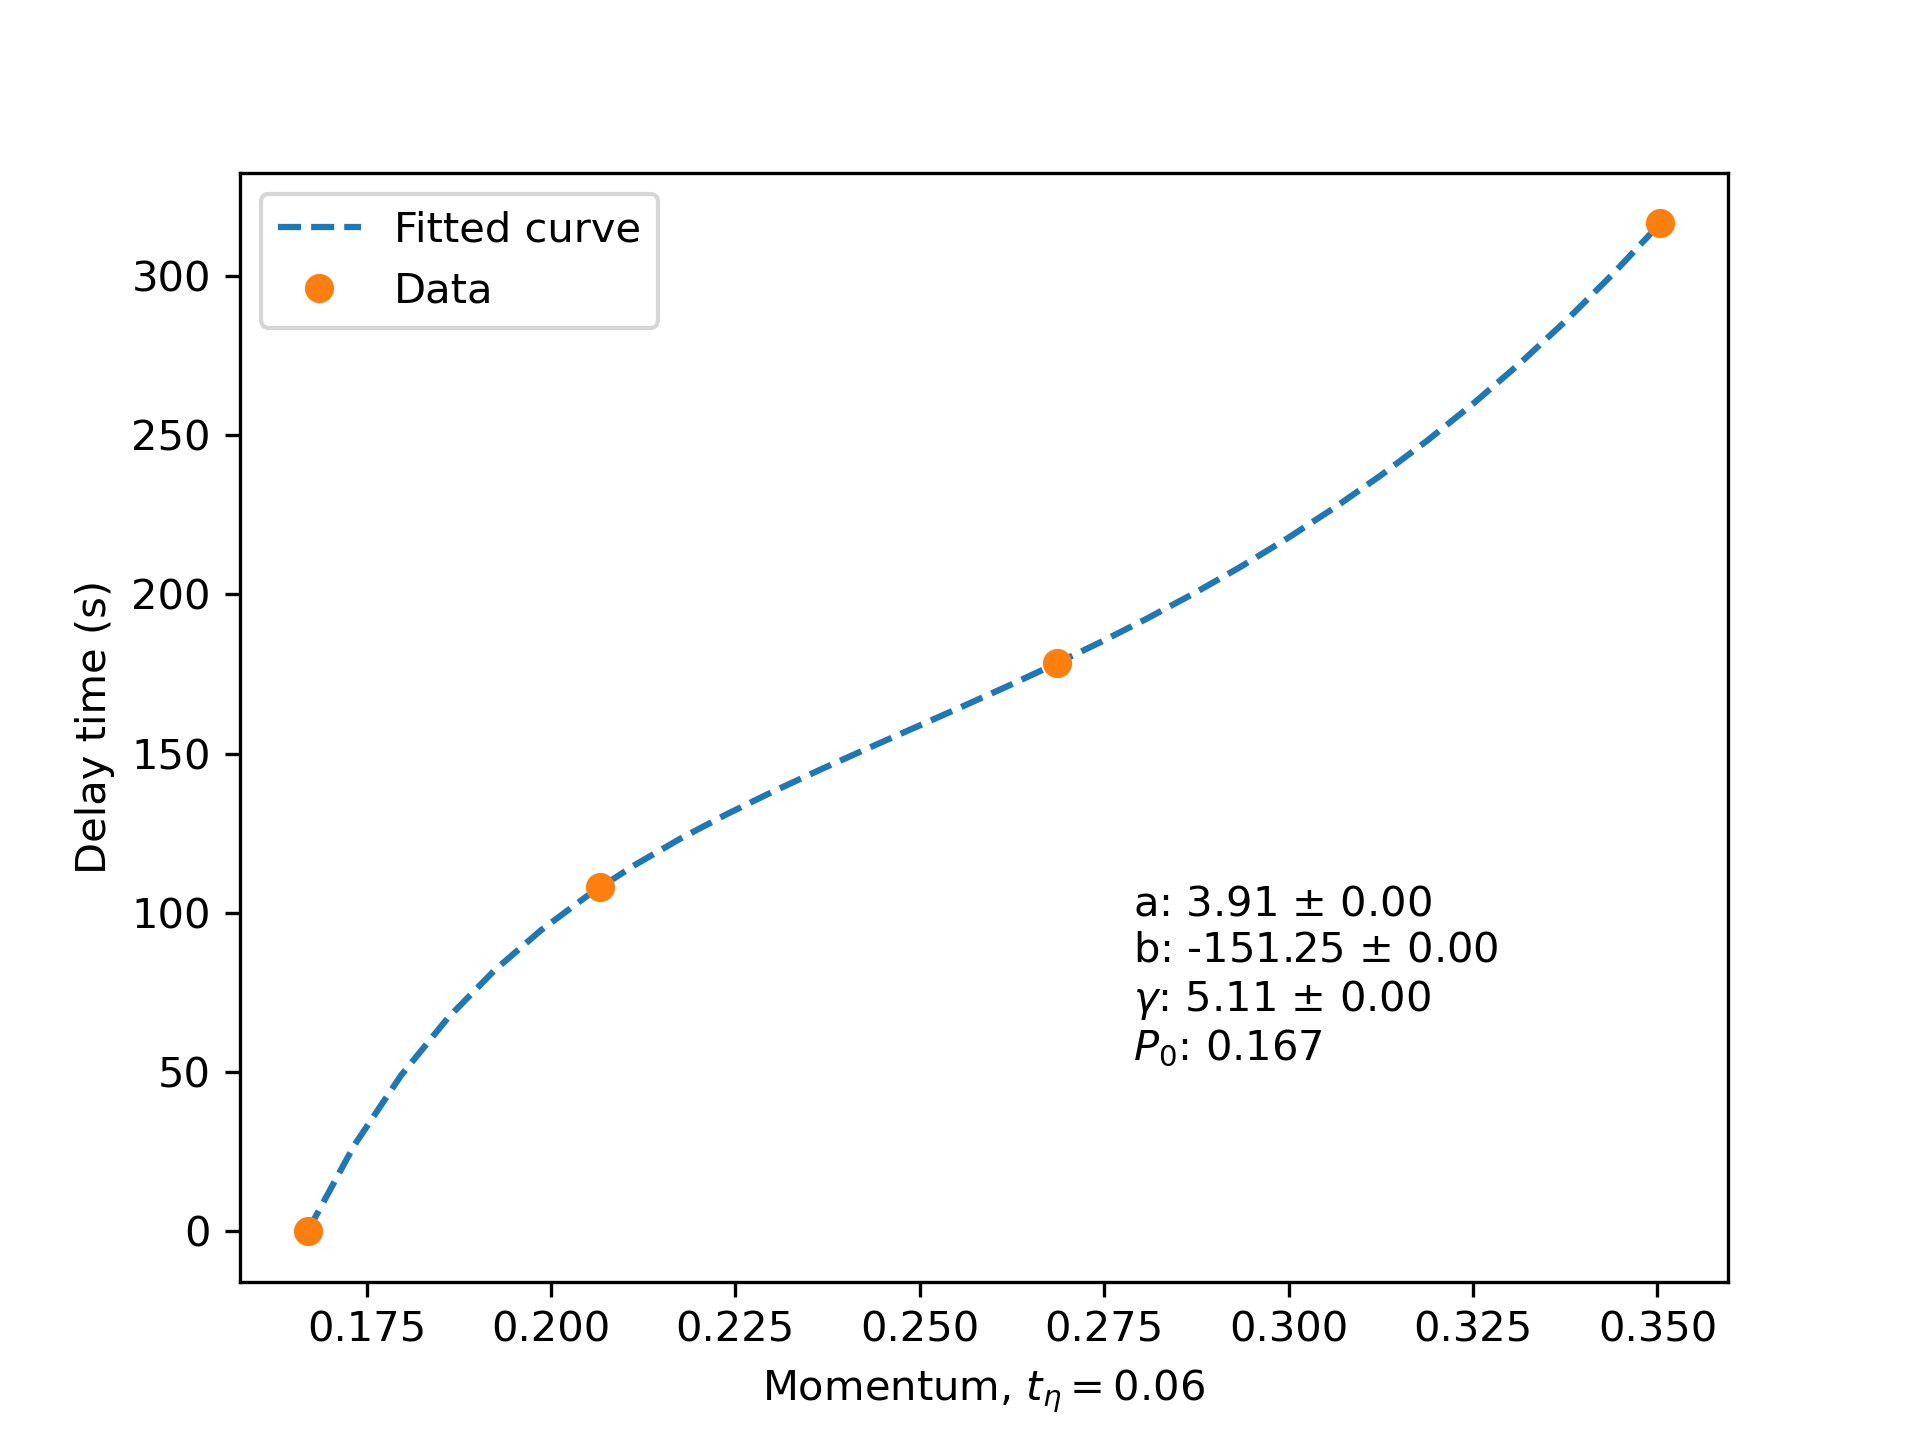 Fitted curve
Data
300
250
200
150
100
50
0
Delay time (s)
a: 3.91 ± 0.00
b: -151.25 ± 0.00
γ: 5.11 ± 0.00
P₀: 0.167
0.175 0.200 0.225 0.250 0.275 0.300 0.325 0.350
Momentum, tη = 0.06